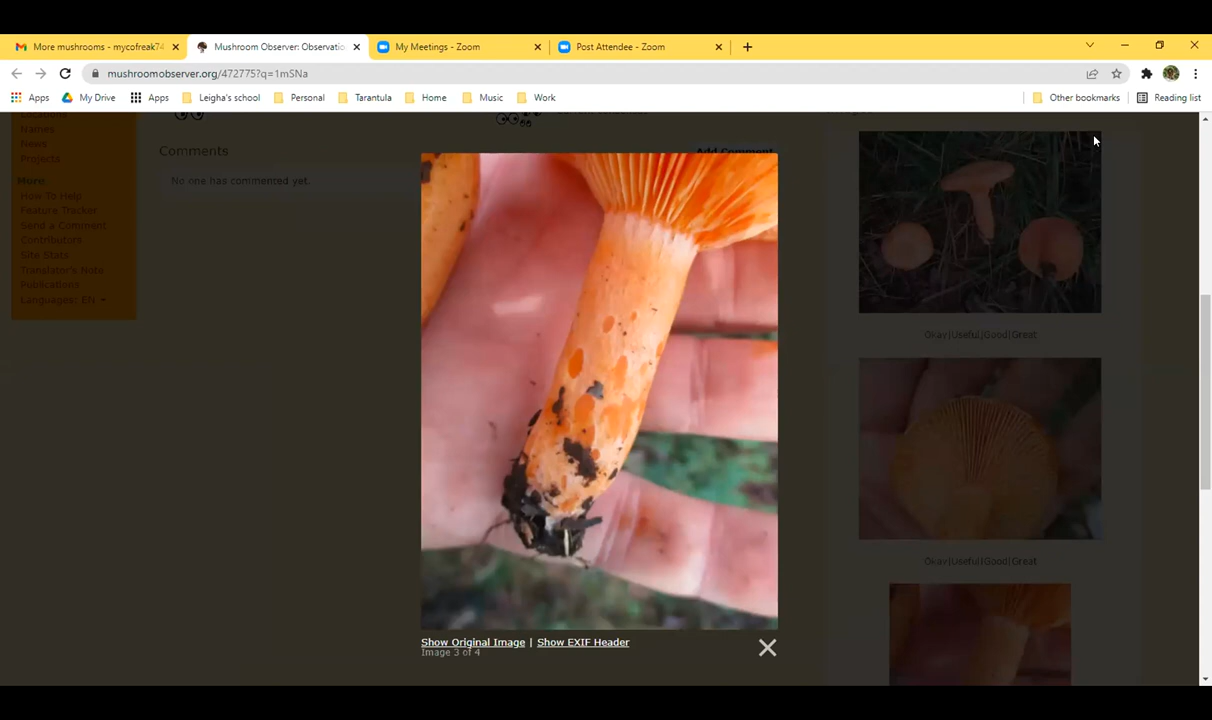 More mushrooms - mycofreak74
Mushroom Observer: Observatio
My Meetings - Zoom
Post Attendee - Zoom
mushroomobserver.org/472775?q=1mSNa
Apps
My Drive
Apps
Leigha's school
Personal
Tarantula
Home
Music
Work
Other bookmarks
Reading list
Locations
Names
News
Projects
More
How To Help
Feature Tracker
Send a Comment
Contributors
Site Stats
Translator's Note
Publications
Languages: EN
Comments
Add Comment
No one has commented yet.
Show Original Image | Show EXIF Header
Image 3 of 4
Okay|Useful|Good|Great
Okay|Useful|Good|Great